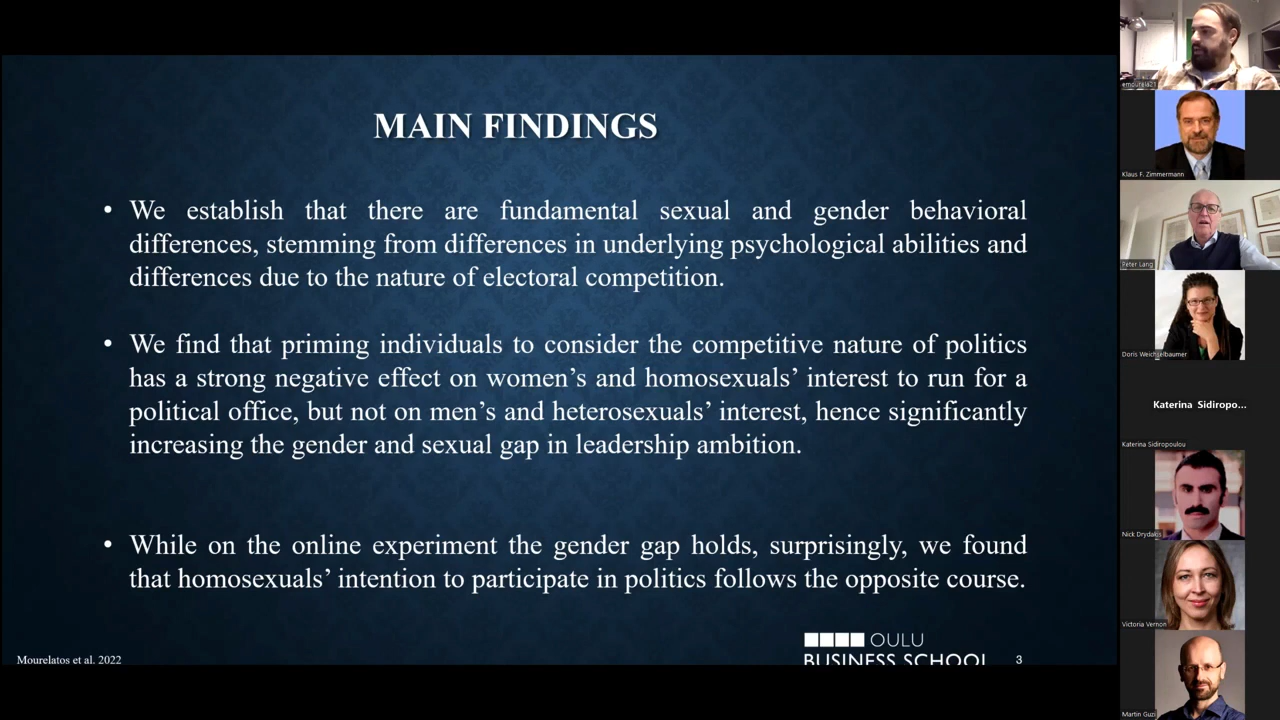 MAIN FINDINGS
• We establish that there are fundamental sexual and gender behavioral
differences, stemming from differences in underlying psychological abilities and
differences due to the nature of electoral competition.
• We find that priming individuals to consider the competitive nature of politics
has a strong negative effect on women’s and homosexuals’ interest to run for a
political office, but not on men’s and heterosexuals’ interest, hence significantly
increasing the gender and sexual gap in leadership ambition.
• While on the online experiment the gender gap holds, surprisingly, we found
that homosexuals’ intention to participate in politics follows the opposite course.
Mourelatos et al. 2022
OULU
BUSINESS SCHOOL
3
emourela21
Klaus F. Zimmermann
Peter Lang
Doris Weichselbaumer
Katerina Sidiropo...
Katerina Sidiropoulou
Nick Drydakis
Victoria Vernon
Martin Guzi